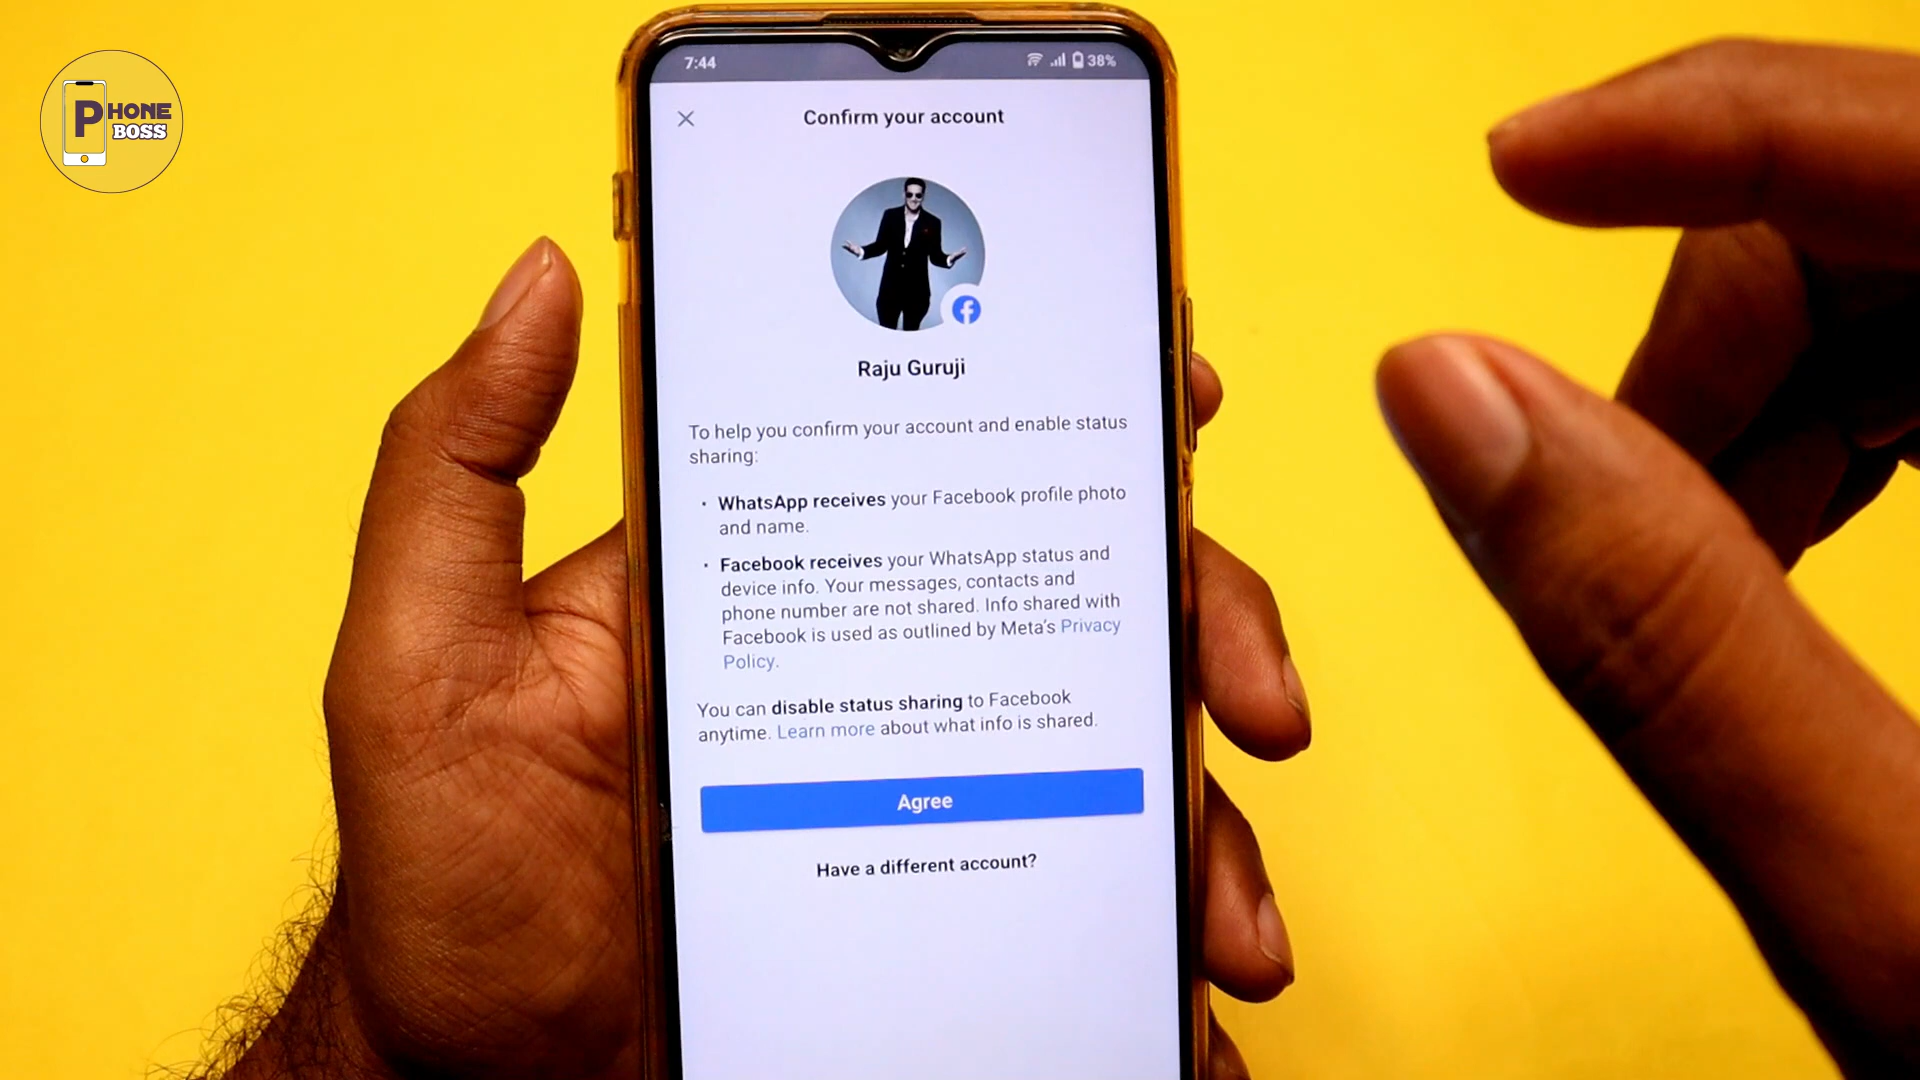 PHONE
BOSS
7:44
38%
Confirm your account
Raju Guruji
To help you confirm your account and enable status
sharing:
· WhatsApp receives your Facebook profile photo
and name.
· Facebook receives your WhatsApp status and
device info. Your messages, contacts and
phone number are not shared. Info shared with
Facebook is used as outlined by Meta's Privacy
Policy.
You can disable status sharing to Facebook
anytime. Learn more about what info is shared.
Agree
Have a different account?